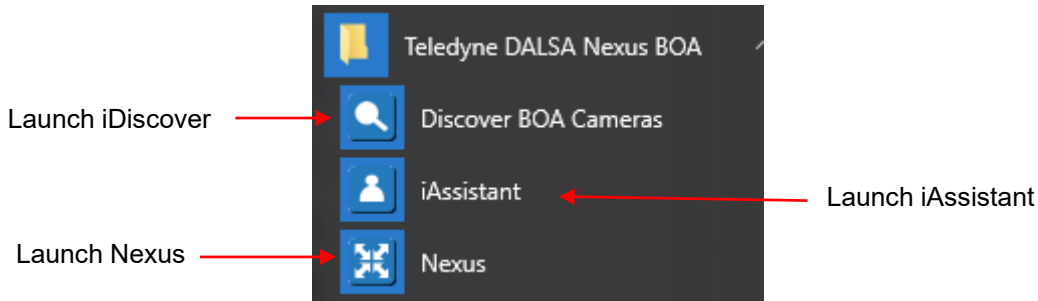 Teledyne DALSA Nexus BOA
Launch iDiscover
Discover BOA Cameras
iAssistant
Launch iAssistant
Launch Nexus
Nexus